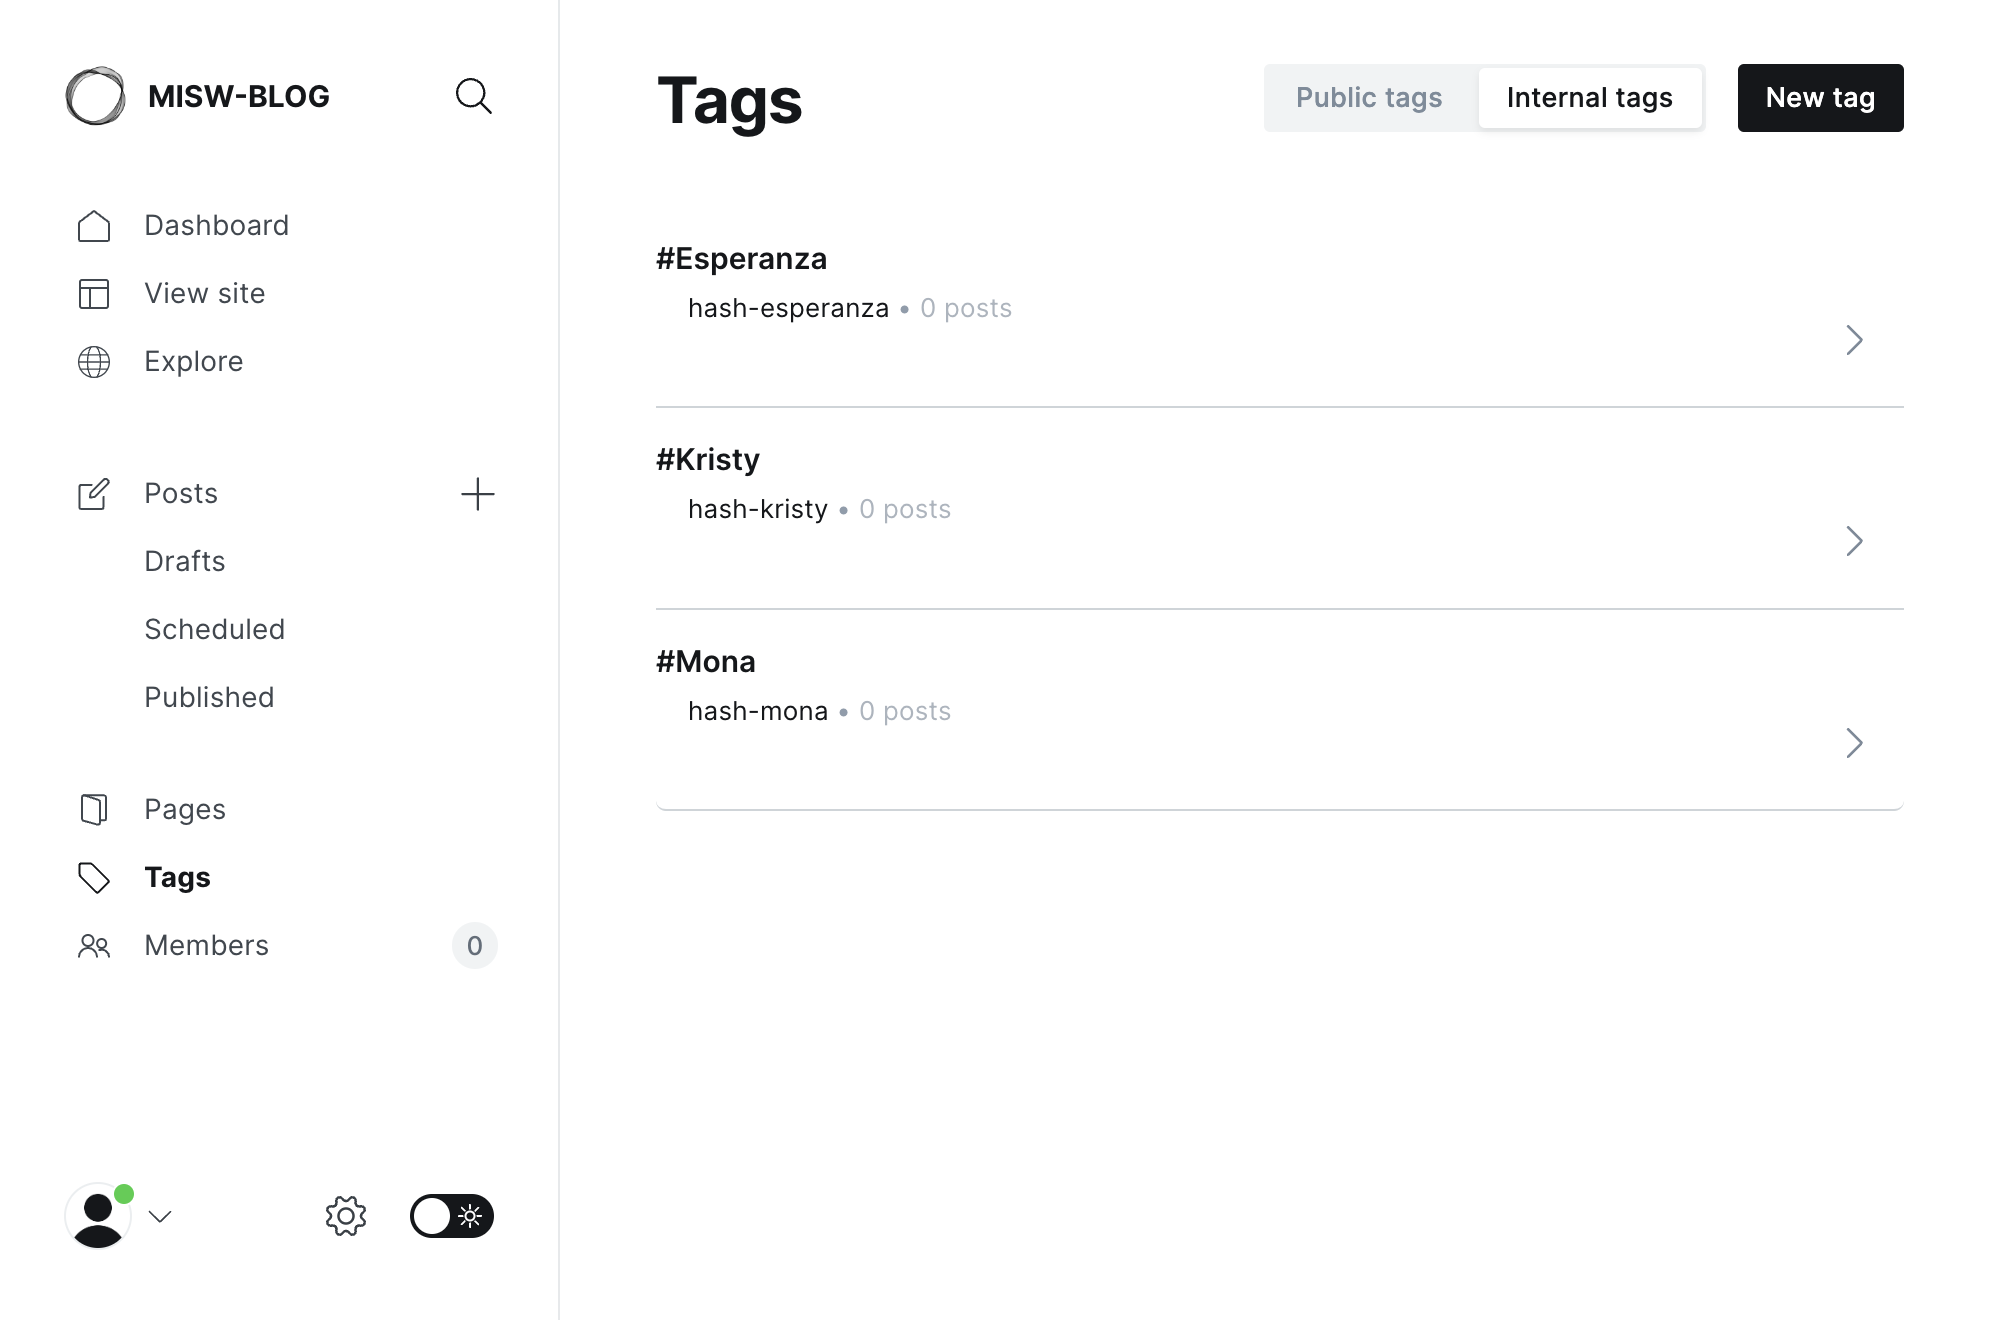 MISW-BLOG
Dashboard
View site
Explore
Posts
Drafts
Scheduled
Published
Pages
Tags
Members 0
Tags
Public tags Internal tags New tag
#Esperanza
hash-esperanza • 0 posts
#Kristy
hash-kristy • 0 posts
#Mona
hash-mona • 0 posts